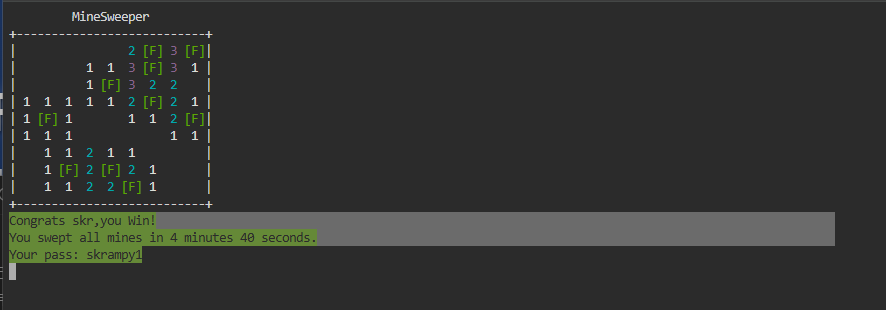 MineSweeper
+---------------------------+
|                2 [F] 3 [F]|
|          1  1  3 [F] 3  1 |
|          1 [F] 3  2  2    |
| 1  1  1  1  1  2 [F] 2  1 |
| 1 [F] 1        1  1  2 [F]|
| 1  1  1              1  1 |
|    1  1  2  1  1          |
|    1 [F] 2 [F] 2  1       |
|    1  1  2  2 [F] 1       |
+---------------------------+
Congrats skr,you Win!
You swept all mines in 4 minutes 40 seconds.
Your pass: skrampy1